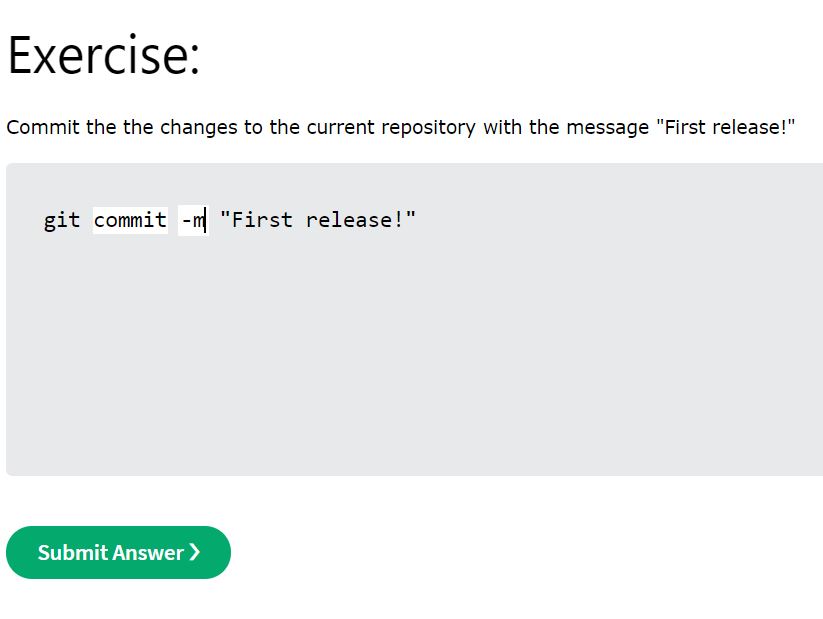 Exercise:
Commit the the changes to the current repository with the message "First release!"
git commit -m "First release!"
Submit Answer ❯